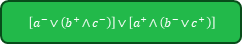 [a⁻ ∨ (b⁺ ∧ c⁻)] ∨ [a⁺ ∧ (b⁻ ∨ c⁺)]